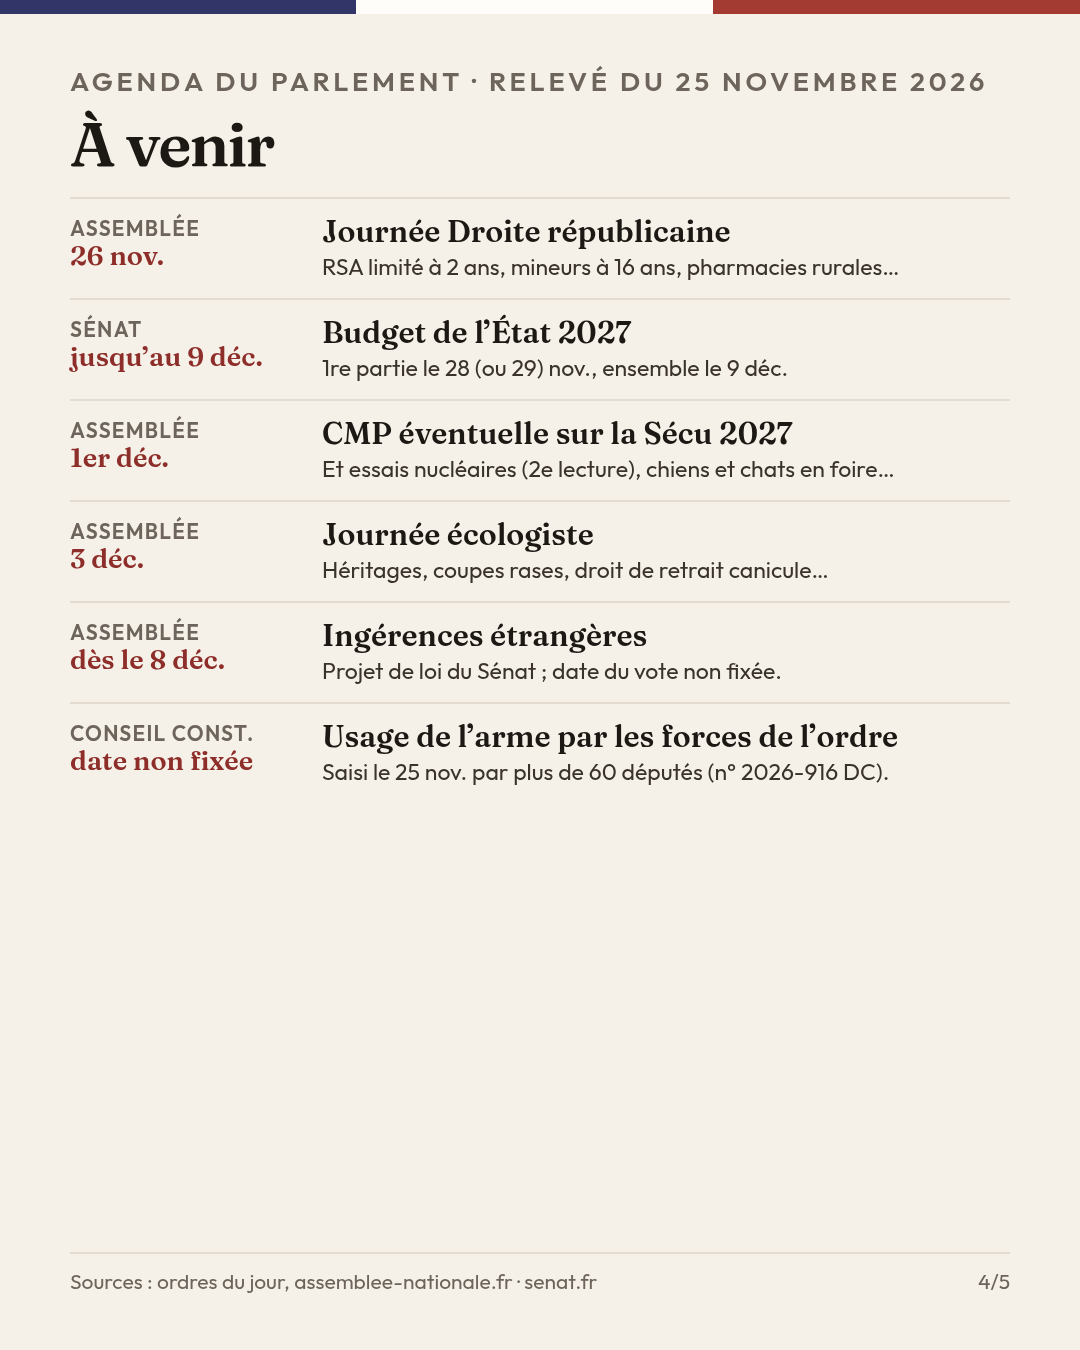 AGENDA DU PARLEMENT · RELEVÉ DU 25 NOVEMBRE 2026
À venir
ASSEMBLÉE
26 nov.
Journée Droite républicaine
RSA limité à 2 ans, mineurs à 16 ans, pharmacies rurales…
SÉNAT
jusqu’au 9 déc.
Budget de l’État 2027
1re partie le 28 (ou 29) nov., ensemble le 9 déc.
ASSEMBLÉE
1er déc.
CMP éventuelle sur la Sécu 2027
Et essais nucléaires (2e lecture), chiens et chats en foire…
ASSEMBLÉE
3 déc.
Journée écologiste
Héritages, coupes rases, droit de retrait canicule…
ASSEMBLÉE
dès le 8 déc.
Ingérences étrangères
Projet de loi du Sénat ; date du vote non fixée.
CONSEIL CONST.
date non fixée
Usage de l’arme par les forces de l’ordre
Saisi le 25 nov. par plus de 60 députés (n° 2026-916 DC).
Sources : ordres du jour, assemblee-nationale.fr · senat.fr
4/5